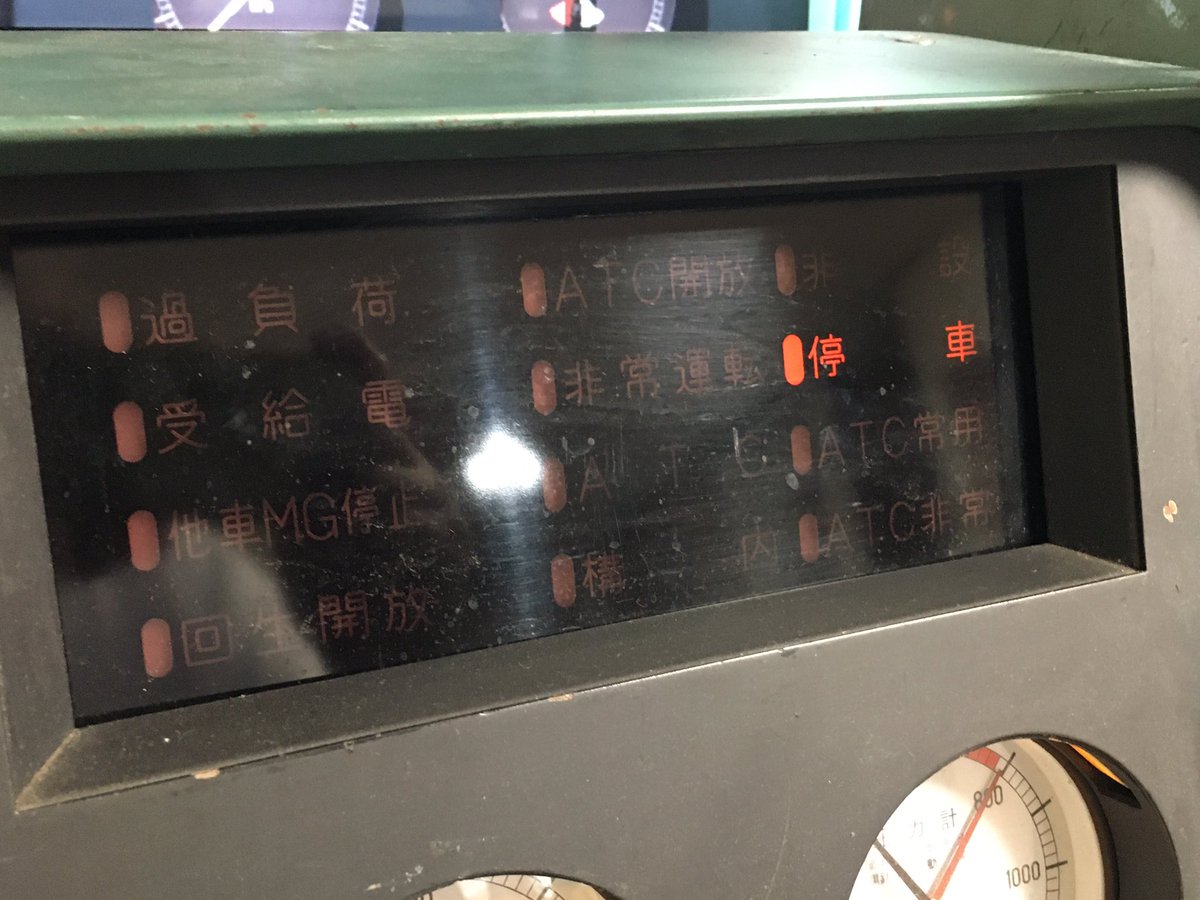 過負荷
受給電
他車MG停止
回生開放
ATC開放
非常運転
ATC
構内
非設
停車
ATC常用
ATC非常
800
力計
1000